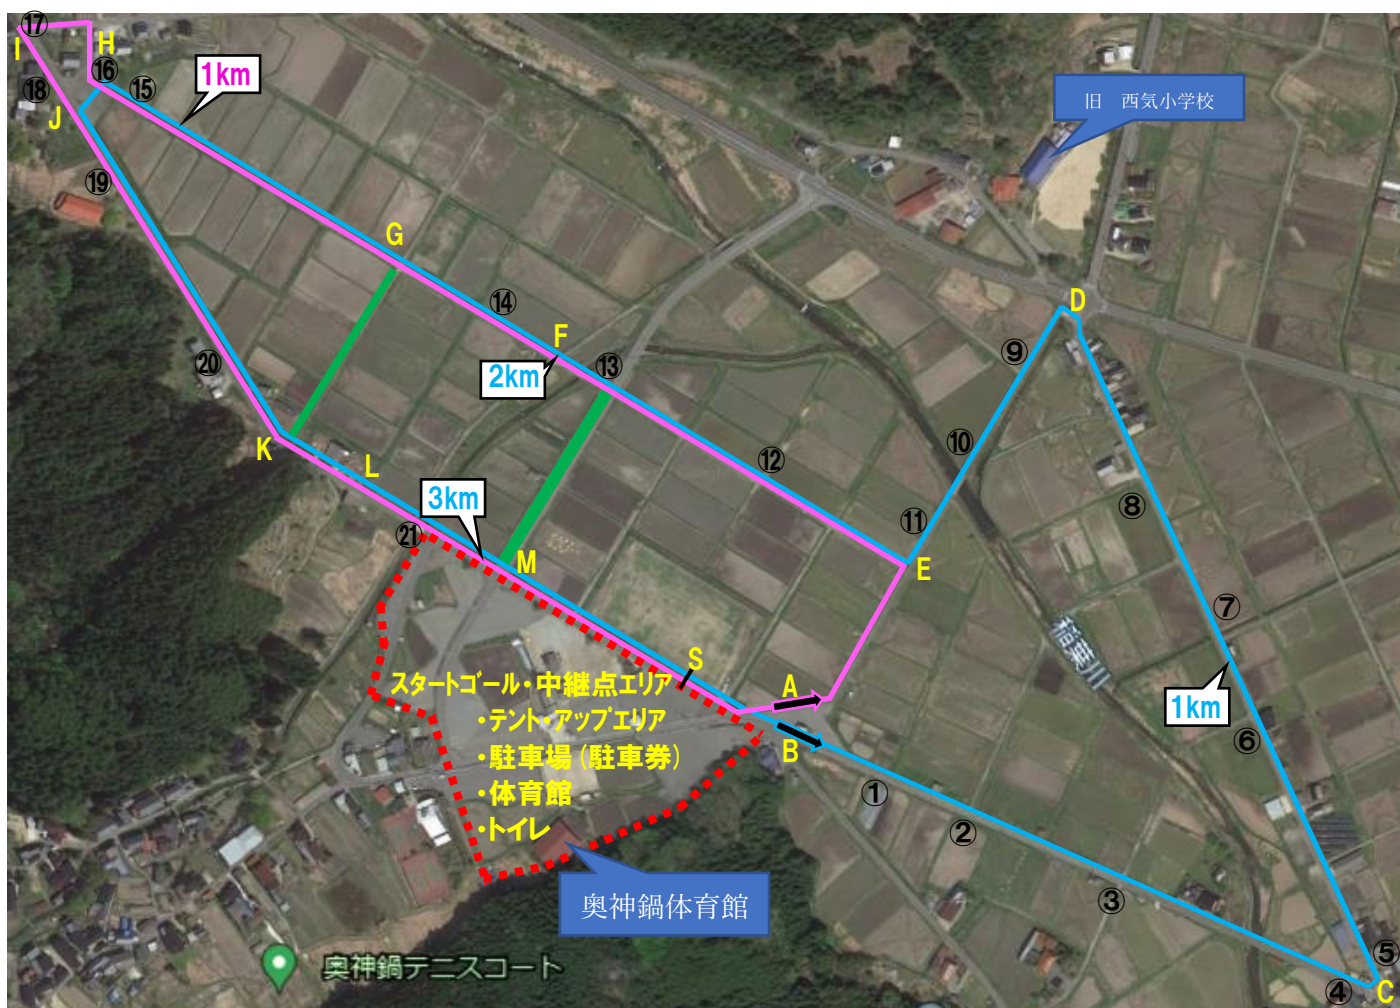 ⑰
I
H
⑯
⑮
1km
⑱
J
⑲
旧　西気小学校
G
⑭
F
2km
⑬
D
⑨
⑳
K
L
⑫
⑩
⑧
3km
㉑
M
⑪
E
⑦
S
A
B
1km
⑥
スタートゴール・中継点エリア
・テント・アップエリア
・駐車場(駐車券)
・体育館
・トイレ
①
②
③
奥神鍋体育館
奥神鍋テニスコート
⑤
④
C
稲葉川